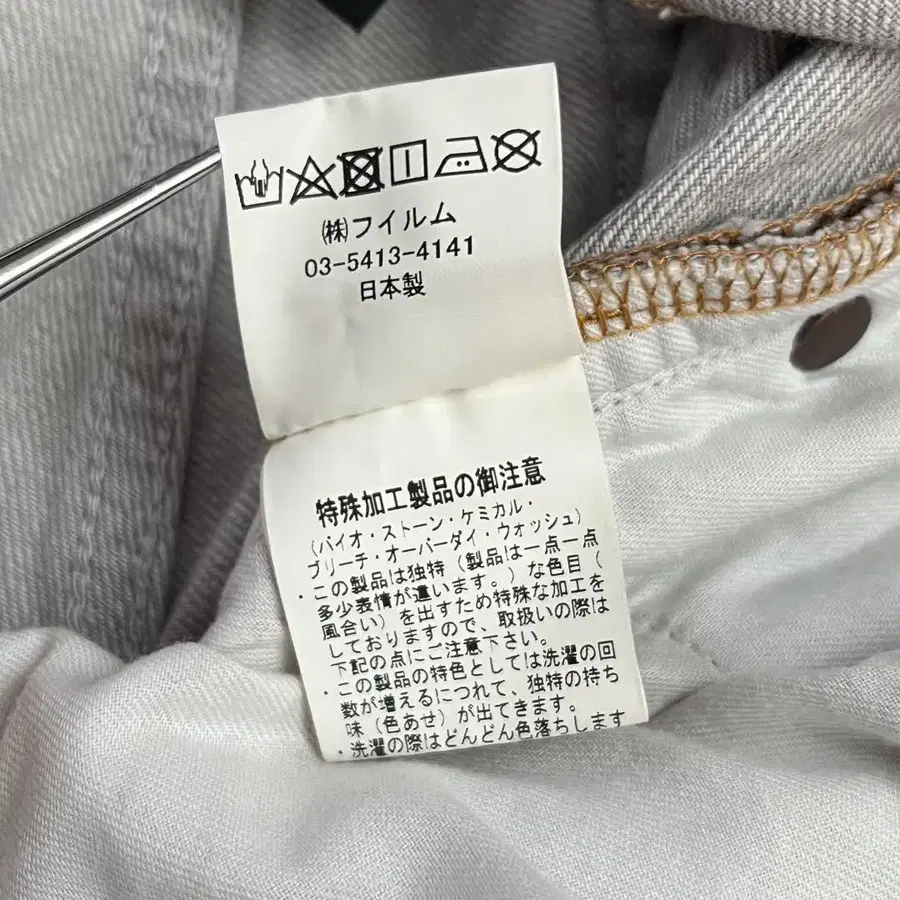 ㈱フイルム
03-5413-4141
日本製
特殊加工製品の御注意
(バイオ・ストーン・ケミカル・
ブリーチ・オーバーダイ・ウォッシュ)
・この製品は独特(製品は一点一点
多少表情が違います。)な色目(
風合い)を出すため特殊な加工を
しておりますので、取扱いの際は
下記の点にご注意下さい。
・この製品の特色としては洗濯の回
数が増えるにつれて、独特の持ち
味(色あせ)が出てきます。
・洗濯の際はどんどん色落ちします